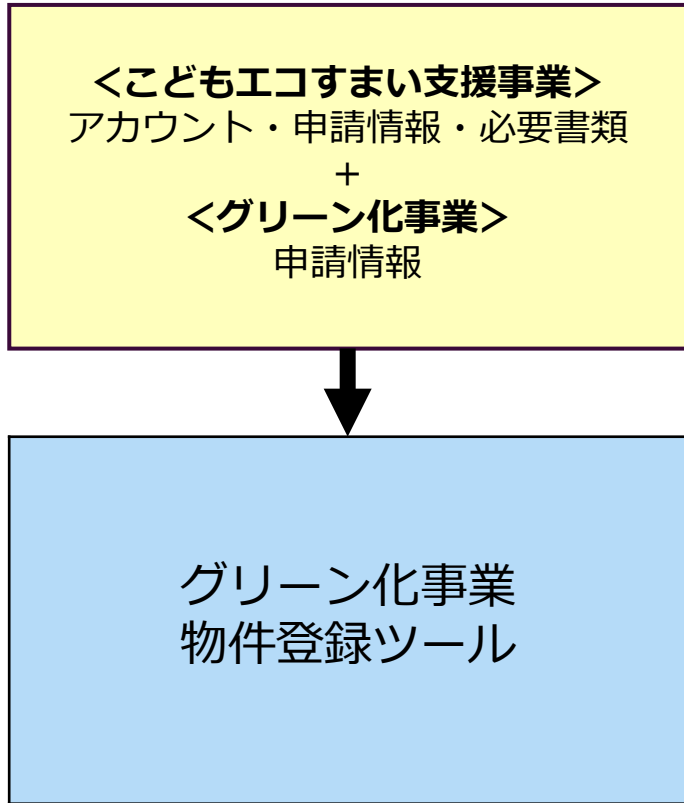 <こどもエコすまい支援事業>
アカウント・申請情報・必要書類
+
<グリーン化事業>
申請情報
グリーン化事業
物件登録ツール